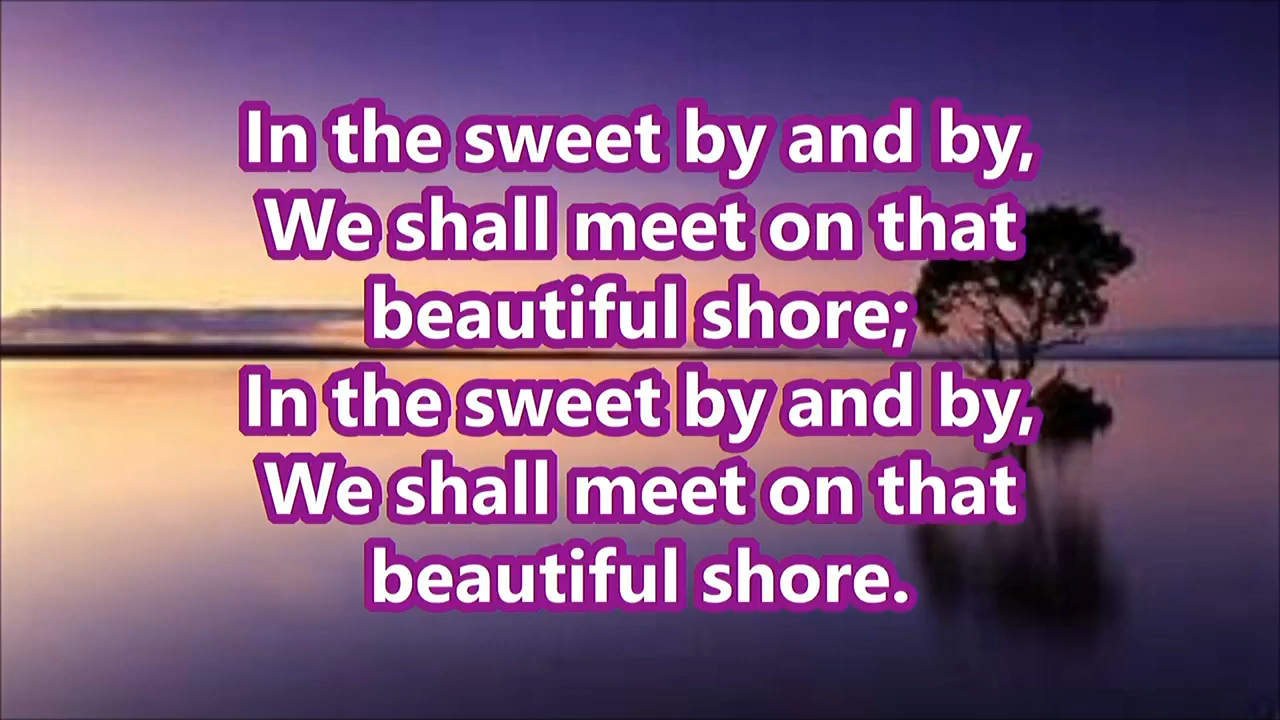 In the sweet by and by,
We shall meet on that
beautiful shore;
In the sweet by and by,
We shall meet on that
beautiful shore.